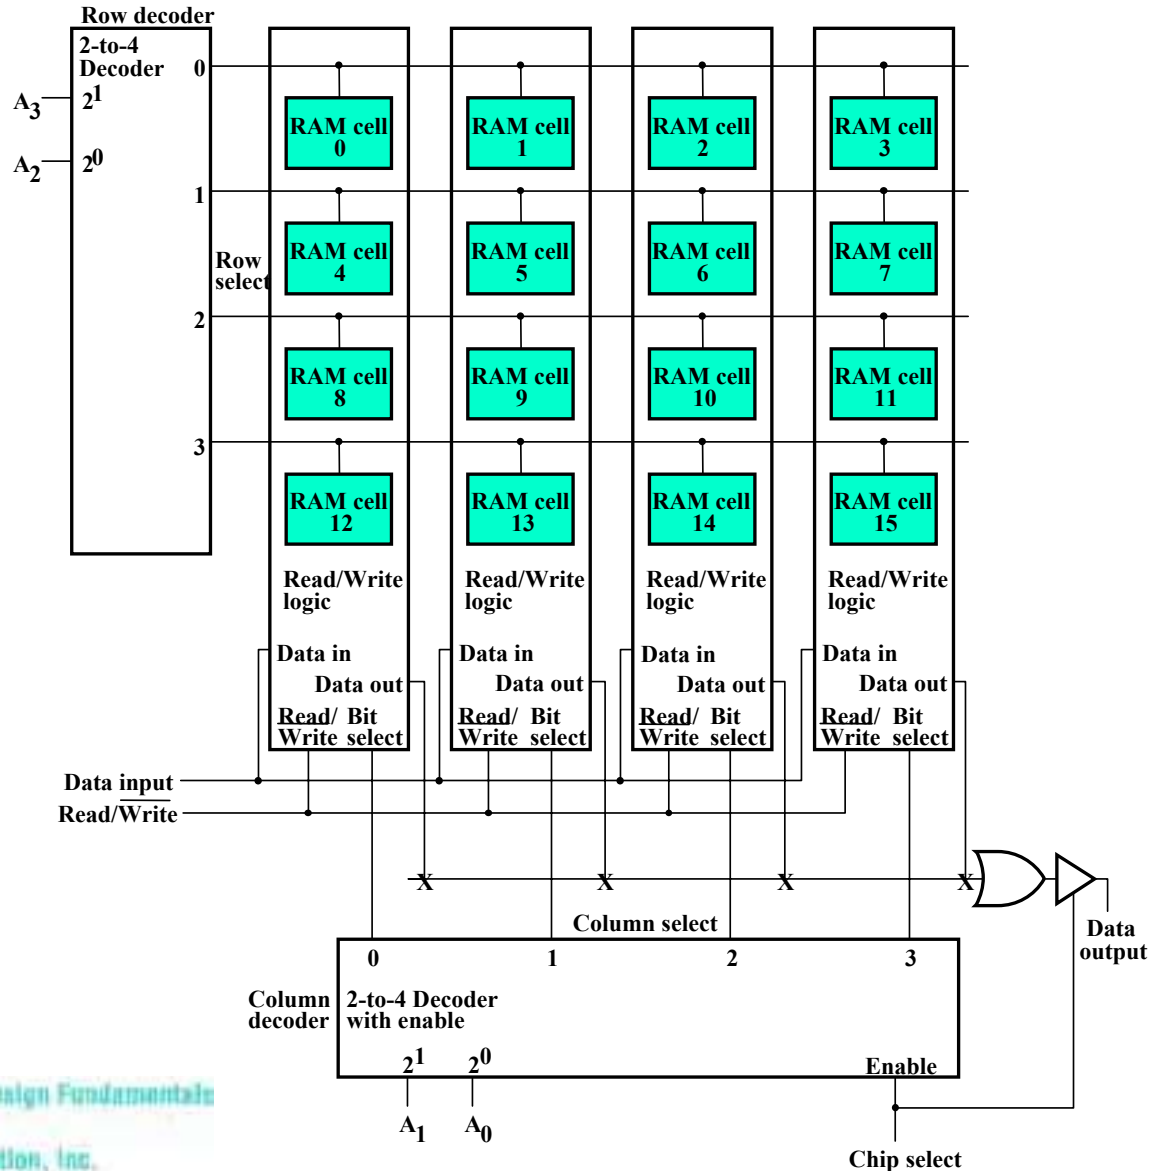 Row decoder
2-to-4
Decoder
A3
2^1
A2
2^0
0
1
2
3
Row
select
RAM cell
0
RAM cell
1
RAM cell
2
RAM cell
3
RAM cell
4
RAM cell
5
RAM cell
6
RAM cell
7
RAM cell
8
RAM cell
9
RAM cell
10
RAM cell
11
RAM cell
12
RAM cell
13
RAM cell
14
RAM cell
15
Read/Write
logic
Read/Write
logic
Read/Write
logic
Read/Write
logic
Data in
Data in
Data in
Data in
Data out
Data out
Data out
Data out
Read/ Bit
Write select
Read/ Bit
Write select
Read/ Bit
Write select
Read/ Bit
Write select
Data input
Read/Write
X X X X
Data
output
Column select
0 1 2 3
Column
decoder
2-to-4 Decoder
with enable
2^1 2^0
Enable
A1 A0
Chip select
sign Fundamentals
tion, Inc.